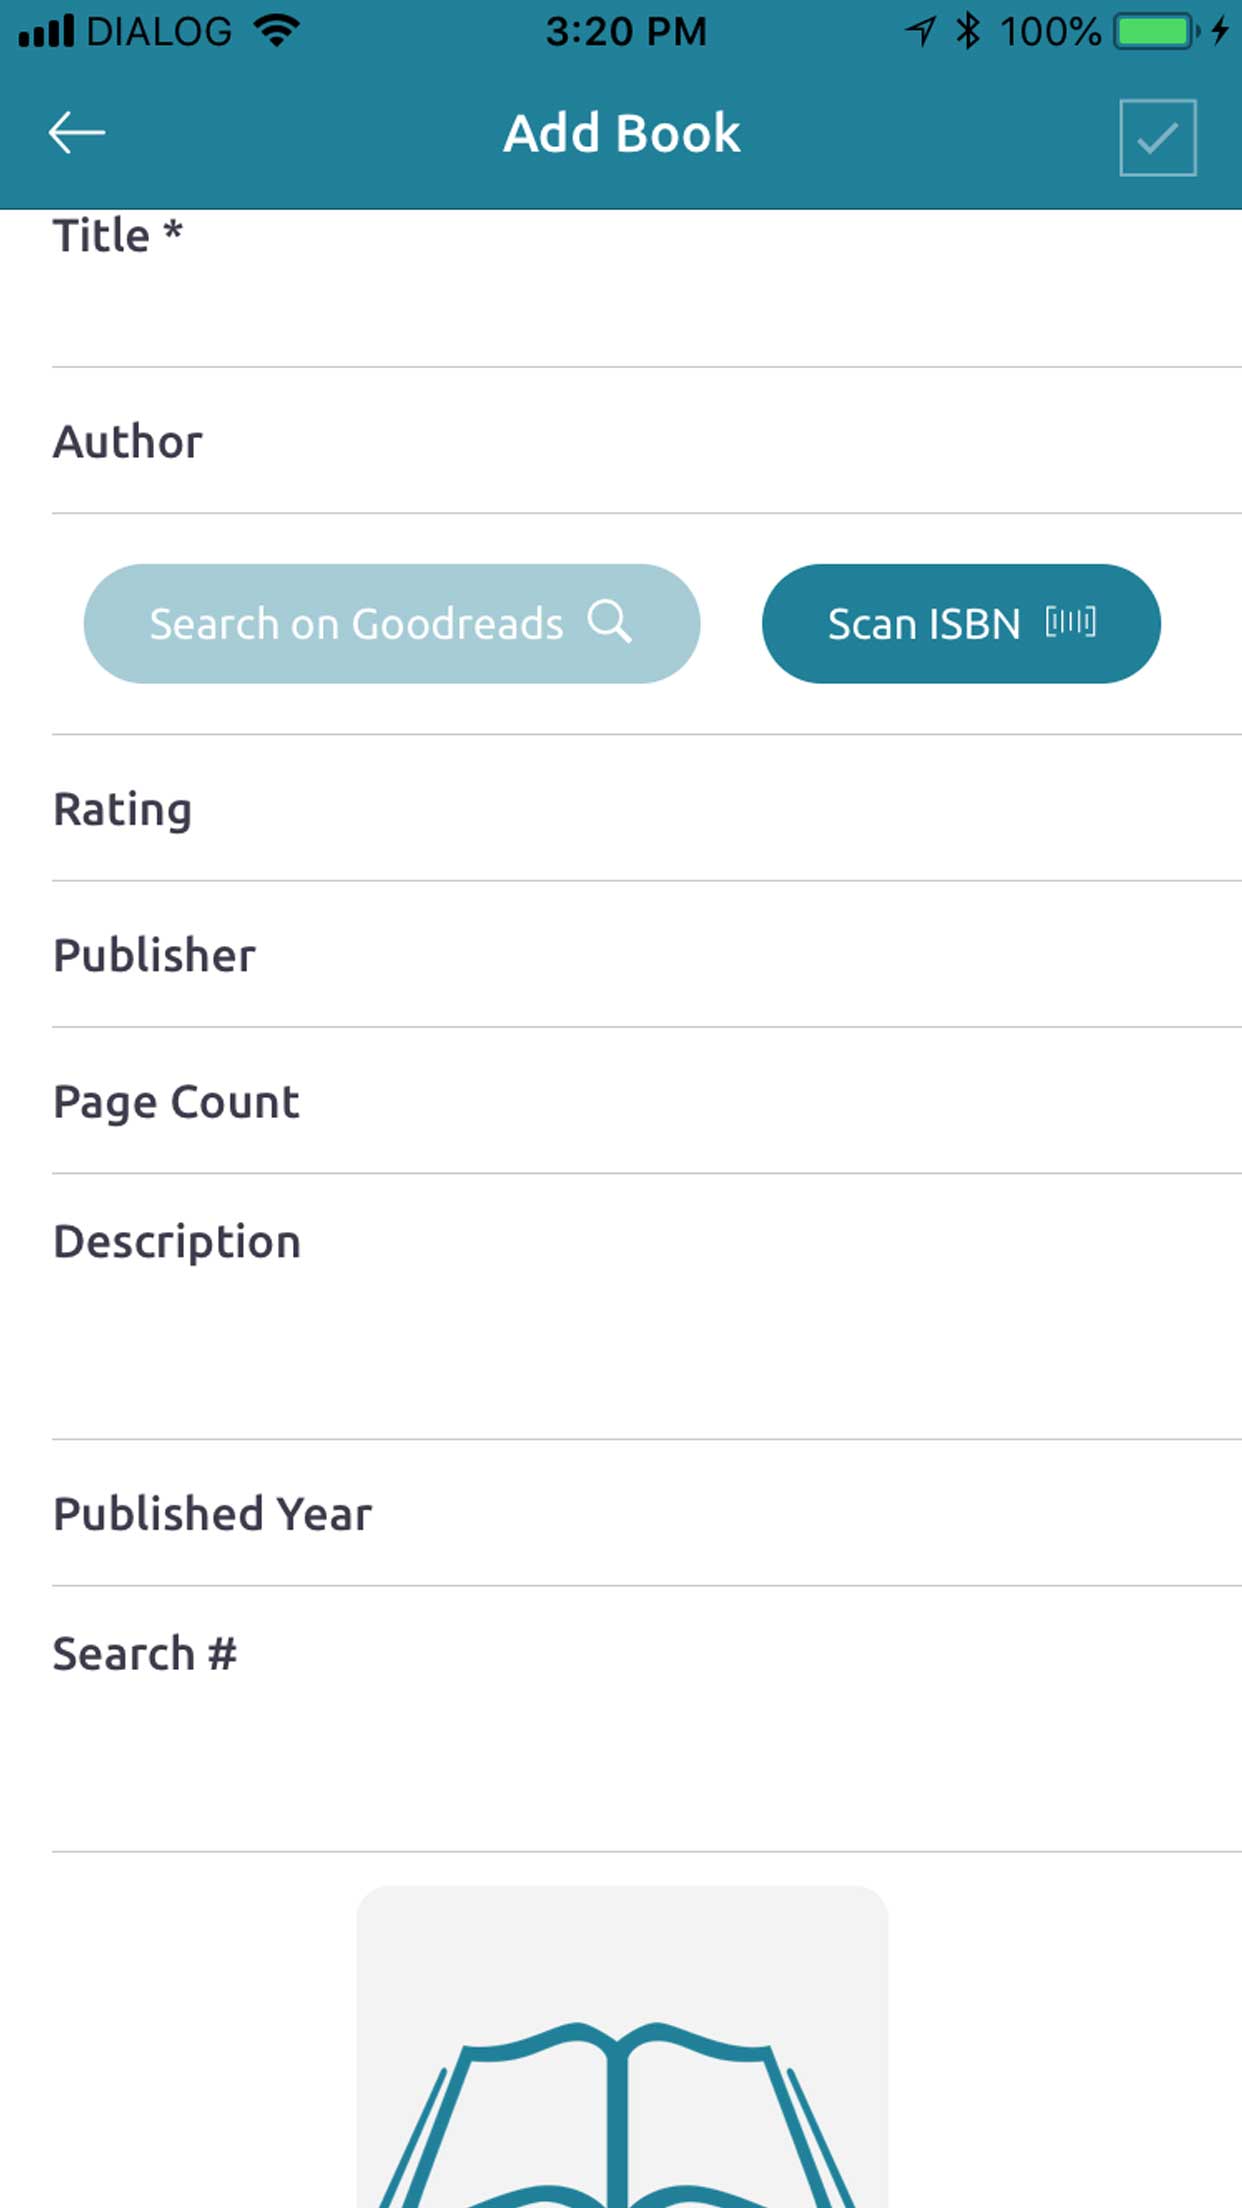 DIALOG 3:20 PM 100%
Add Book
Title *
Author
Search on Goodreads Scan ISBN
Rating
Publisher
Page Count
Description
Published Year
Search #